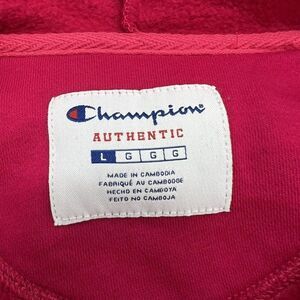 Champion
AUTHENTIC
L G G G
MADE IN CAMBODIA
FABRIQUÉ AU CAMBODGE
HECHO EN CAMBOYA
FEITO NO CAMBOJA